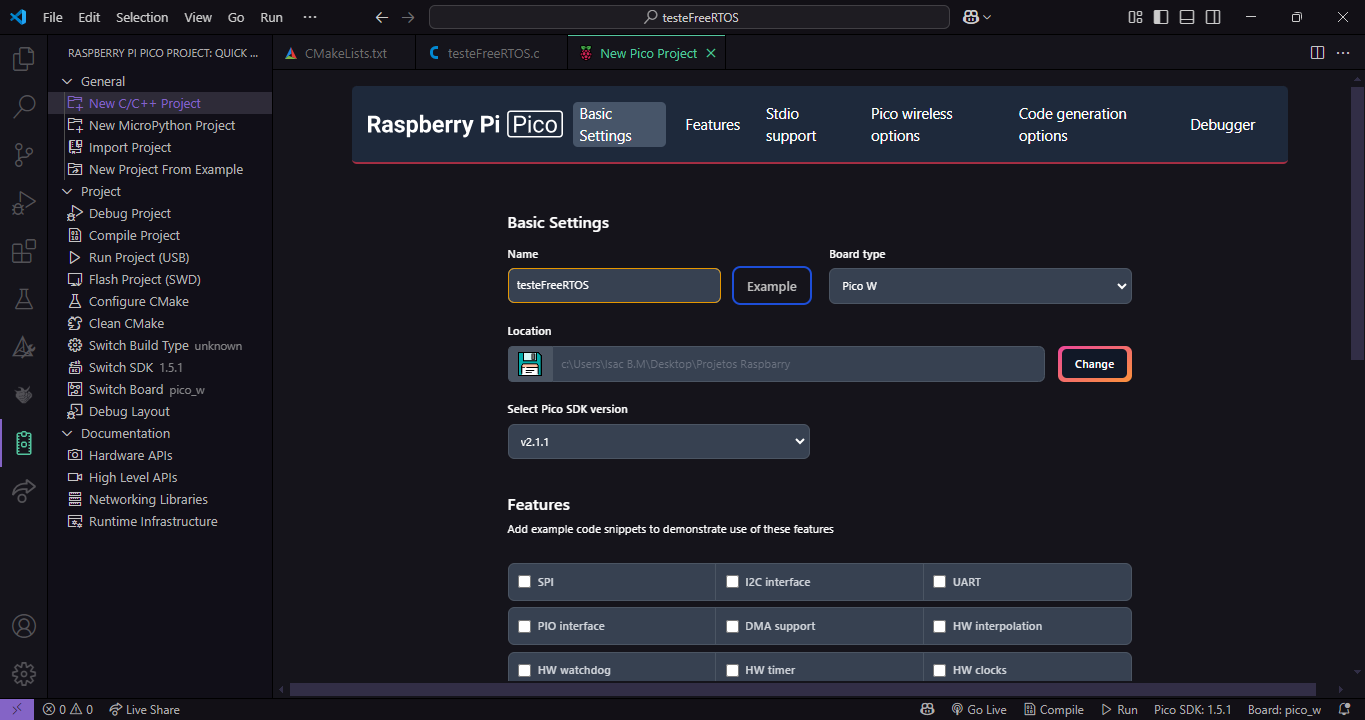 File Edit Selection View Go Run ··· testeFreeRTOS
RASPBERRY PI PICO PROJECT: QUICK ...
General
New C/C++ Project
New MicroPython Project
Import Project
New Project From Example
Project
Debug Project
Compile Project
Run Project (USB)
Flash Project (SWD)
Configure CMake
Clean CMake
Switch Build Type unknown
Switch SDK 1.5.1
Switch Board pico_w
Debug Layout
Documentation
Hardware APIs
High Level APIs
Networking Libraries
Runtime Infrastructure
CMakeLists.txt testeFreeRTOS.c New Pico Project
Raspberry Pi Pico
Basic Settings
Features
Stdio support
Pico wireless options
Code generation options
Debugger
Basic Settings
Name Board type
testeFreeRTOS Example Pico W
Location
c:\Users\Isac B.M\Desktop\Projetos Raspbarry Change
Select Pico SDK version
v2.1.1
Features
Add example code snippets to demonstrate use of these features
SPI I2C interface UART
PIO interface DMA support HW interpolation
HW watchdog HW timer HW clocks
0 0 Live Share Go Live Compile Run Pico SDK: 1.5.1 Board: pico_w